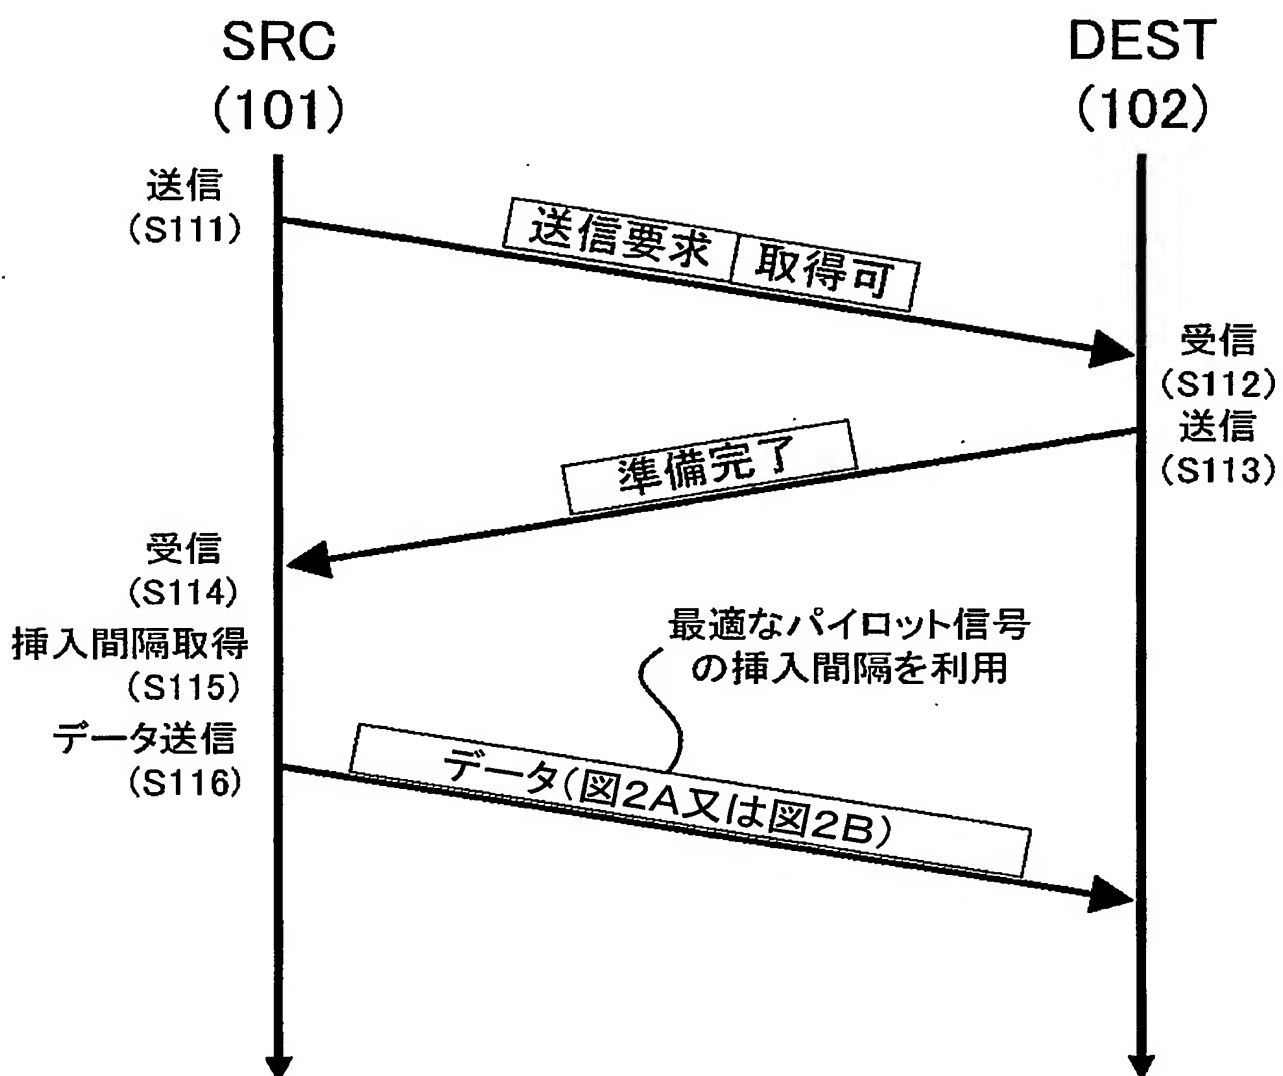 SRC
(101)
DEST
(102)
送信
(S111)
送信要求 取得可
受信
(S112)
送信
(S113)
準備完了
受信
(S114)
挿入間隔取得
(S115)
最適なパイロット信号
の挿入間隔を利用
データ送信
(S116)
データ(図2A又は図2B)